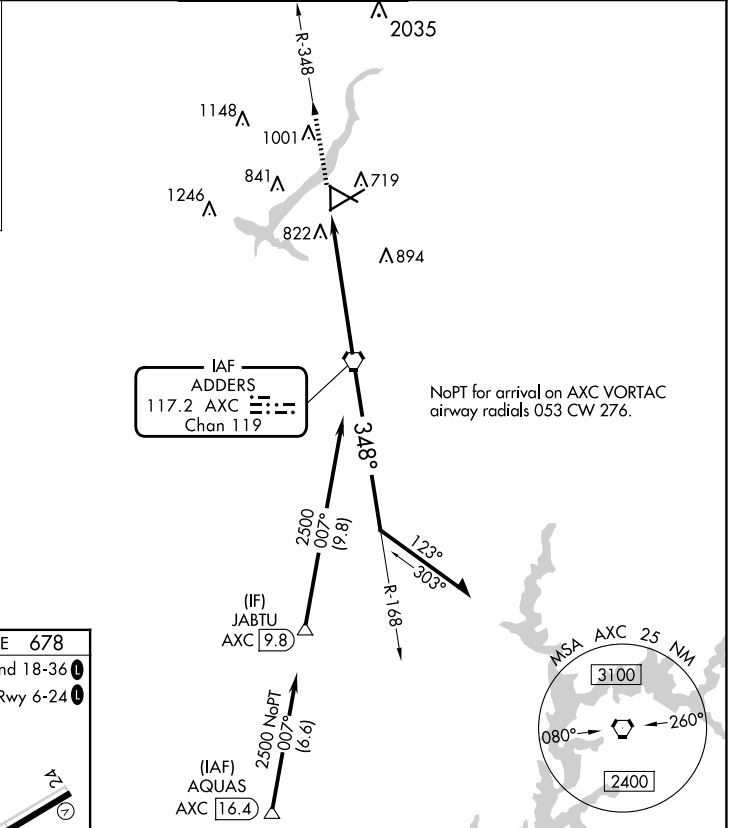 2035
R-348
1148
1001
841
719
1246
822
894
IAF
ADDERS
117.2 AXC
Chan 119
NoPT for arrival on AXC VORTAC
airway radials 053 CW 276.
348°
2500
007°
(9.8)
123°
303°
R-168
(IF)
JABTU
AXC 9.8
2500 NoPT
007°
(6.6)
(IAF)
AQUAS
AXC 16.4
E 678
nd 18-36 L
Rwy 6-24 L
24
V
MSA AXC 25 NM
3100
080°
260°
2400